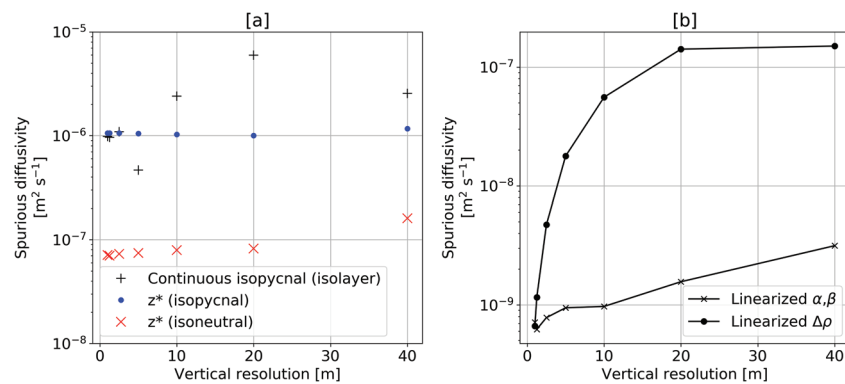 [a]
Spurious diffusivity
[m² s⁻¹]
10⁻⁵
10⁻⁶
10⁻⁷
10⁻⁸
Continuous isopycnal (isolayer)
z* (isopycnal)
z* (isoneutral)
0
10
20
30
40
Vertical resolution [m]
[b]
Spurious diffusivity
[m² s⁻¹]
10⁻⁷
10⁻⁸
10⁻⁹
Linearized α,β
Linearized Δρ
0
10
20
30
40
Vertical resolution [m]